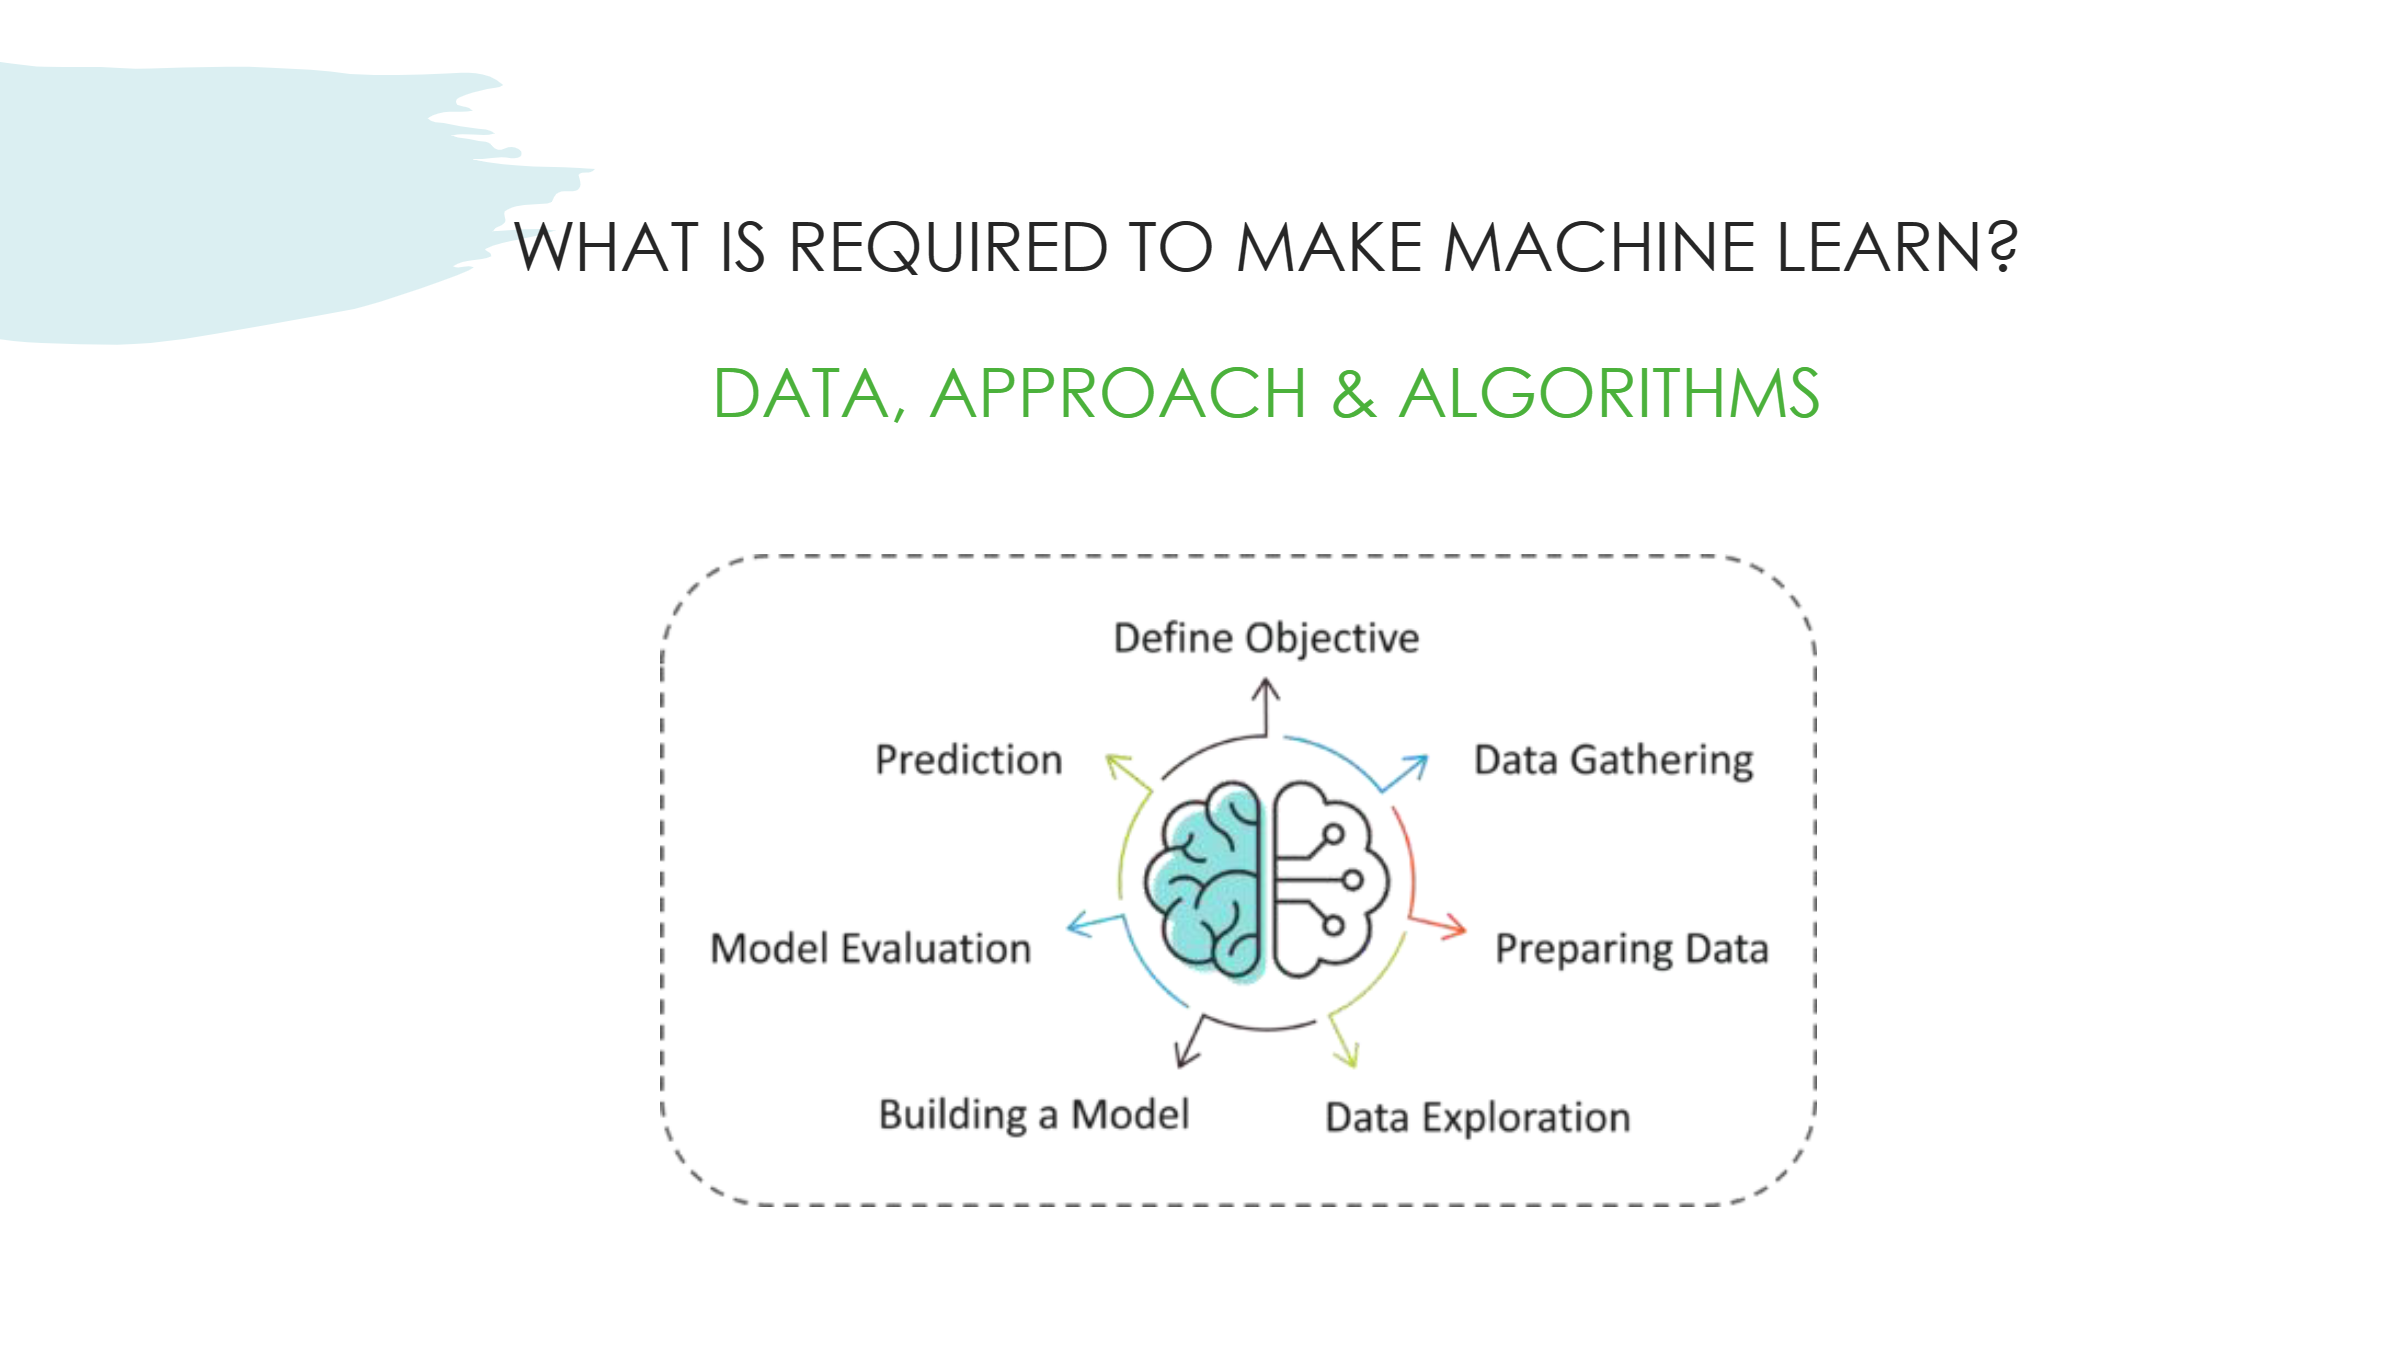 WHAT IS REQUIRED TO MAKE MACHINE LEARN?
DATA, APPROACH & ALGORITHMS
Define Objective
Prediction
Data Gathering
Model Evaluation
Preparing Data
Building a Model
Data Exploration